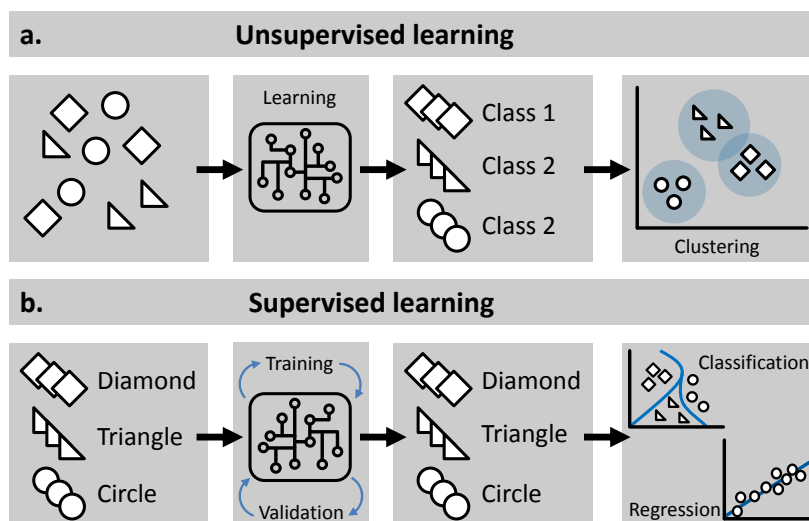 a. Unsupervised learning
Learning
Class 1
Class 2
Class 2
Clustering
b. Supervised learning
Diamond
Triangle
Circle
Training
Validation
Diamond
Triangle
Circle
Classification
Regression